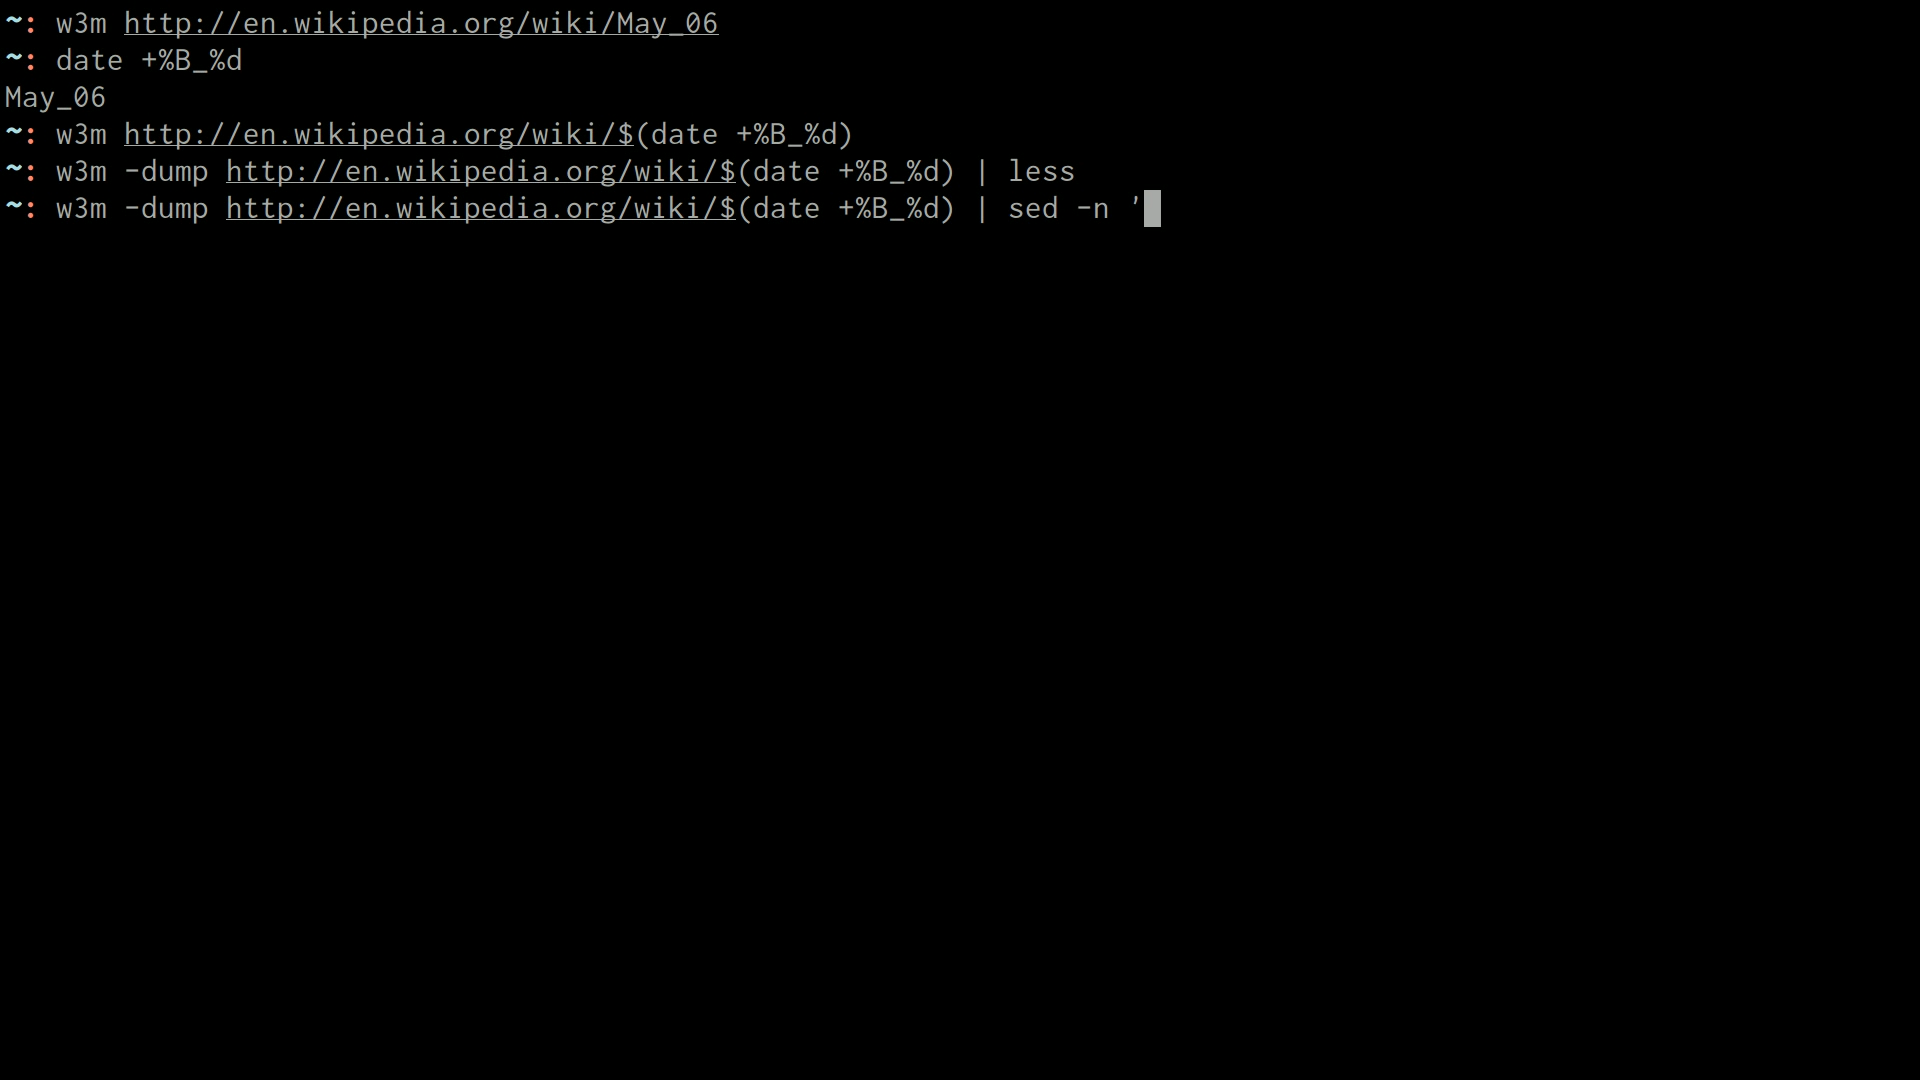 ~: w3m http://en.wikipedia.org/wiki/May_06
~: date +%B_%d
May_06
~: w3m http://en.wikipedia.org/wiki/$(date +%B_%d)
~: w3m -dump http://en.wikipedia.org/wiki/$(date +%B_%d) | less
~: w3m -dump http://en.wikipedia.org/wiki/$(date +%B_%d) | sed -n '